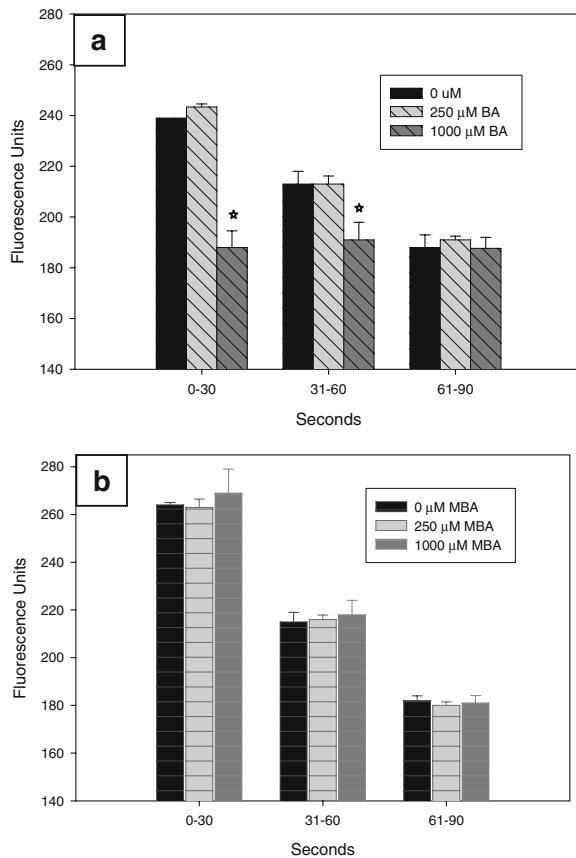 a
280
260
240
220
200
180
160
140
Fluorescence Units
0 uM
250 μM BA
1000 μM BA
0-30
31-60
61-90
Seconds
b
280
260
240
220
200
180
160
140
Fluorescence Units
0 μM MBA
250 μM MBA
1000 μM MBA
0-30
31-60
61-90
Seconds